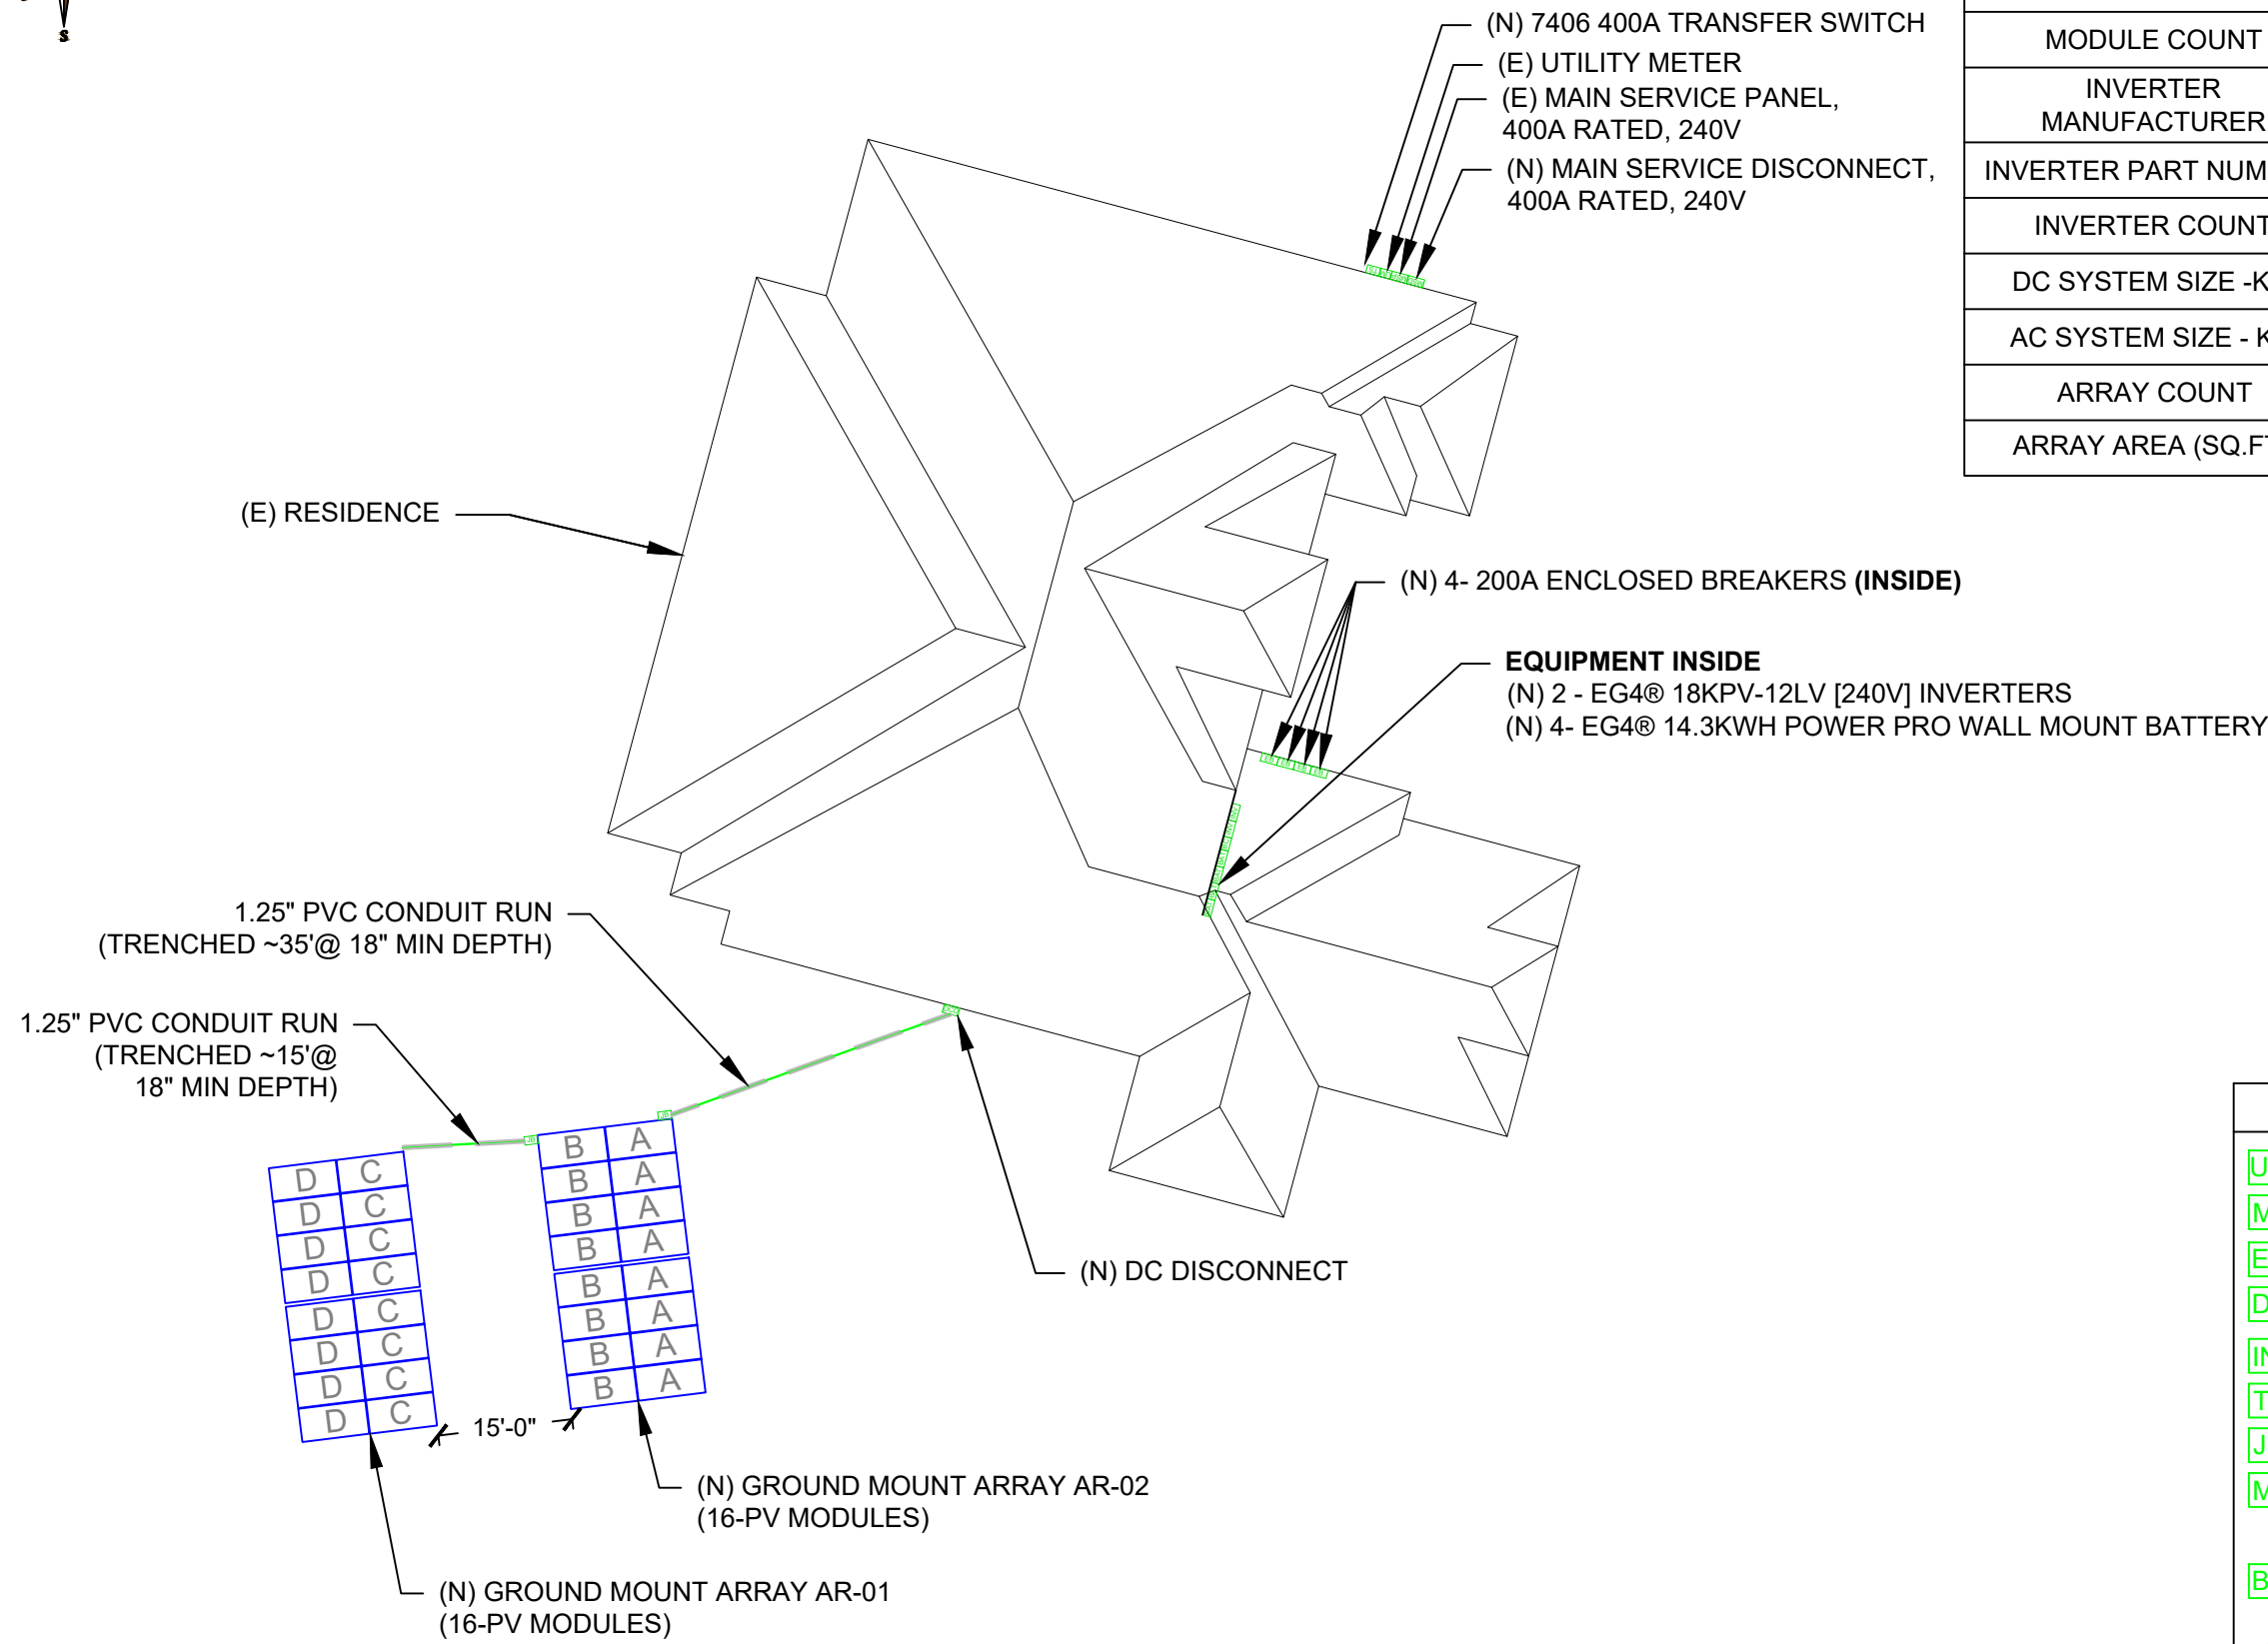 S
(N) 7406 400A TRANSFER SWITCH
(E) UTILITY METER
(E) MAIN SERVICE PANEL,
400A RATED, 240V
(N) MAIN SERVICE DISCONNECT,
400A RATED, 240V
MODULE COUNT
INVERTER
MANUFACTURER
INVERTER PART NUM
INVERTER COUNT
DC SYSTEM SIZE -K
AC SYSTEM SIZE - K
ARRAY COUNT
ARRAY AREA (SQ.FT
(E) RESIDENCE
(N) 4- 200A ENCLOSED BREAKERS (INSIDE)
EQUIPMENT INSIDE
(N) 2 - EG4® 18KPV-12LV [240V] INVERTERS
(N) 4- EG4® 14.3KWH POWER PRO WALL MOUNT BATTERY
1.25" PVC CONDUIT RUN
(TRENCHED ~35'@ 18" MIN DEPTH)
1.25" PVC CONDUIT RUN
(TRENCHED ~15'@
18" MIN DEPTH)
JB
JB
B A
B A
B A
B A
B A
B A
B A
B A
D C
D C
D C
D C
D C
D C
D C
D C
15'-0"
(N) DC DISCONNECT
(N) GROUND MOUNT ARRAY AR-02
(16-PV MODULES)
(N) GROUND MOUNT ARRAY AR-01
(16-PV MODULES)
U
M
E
D
IN
T
J
M
B